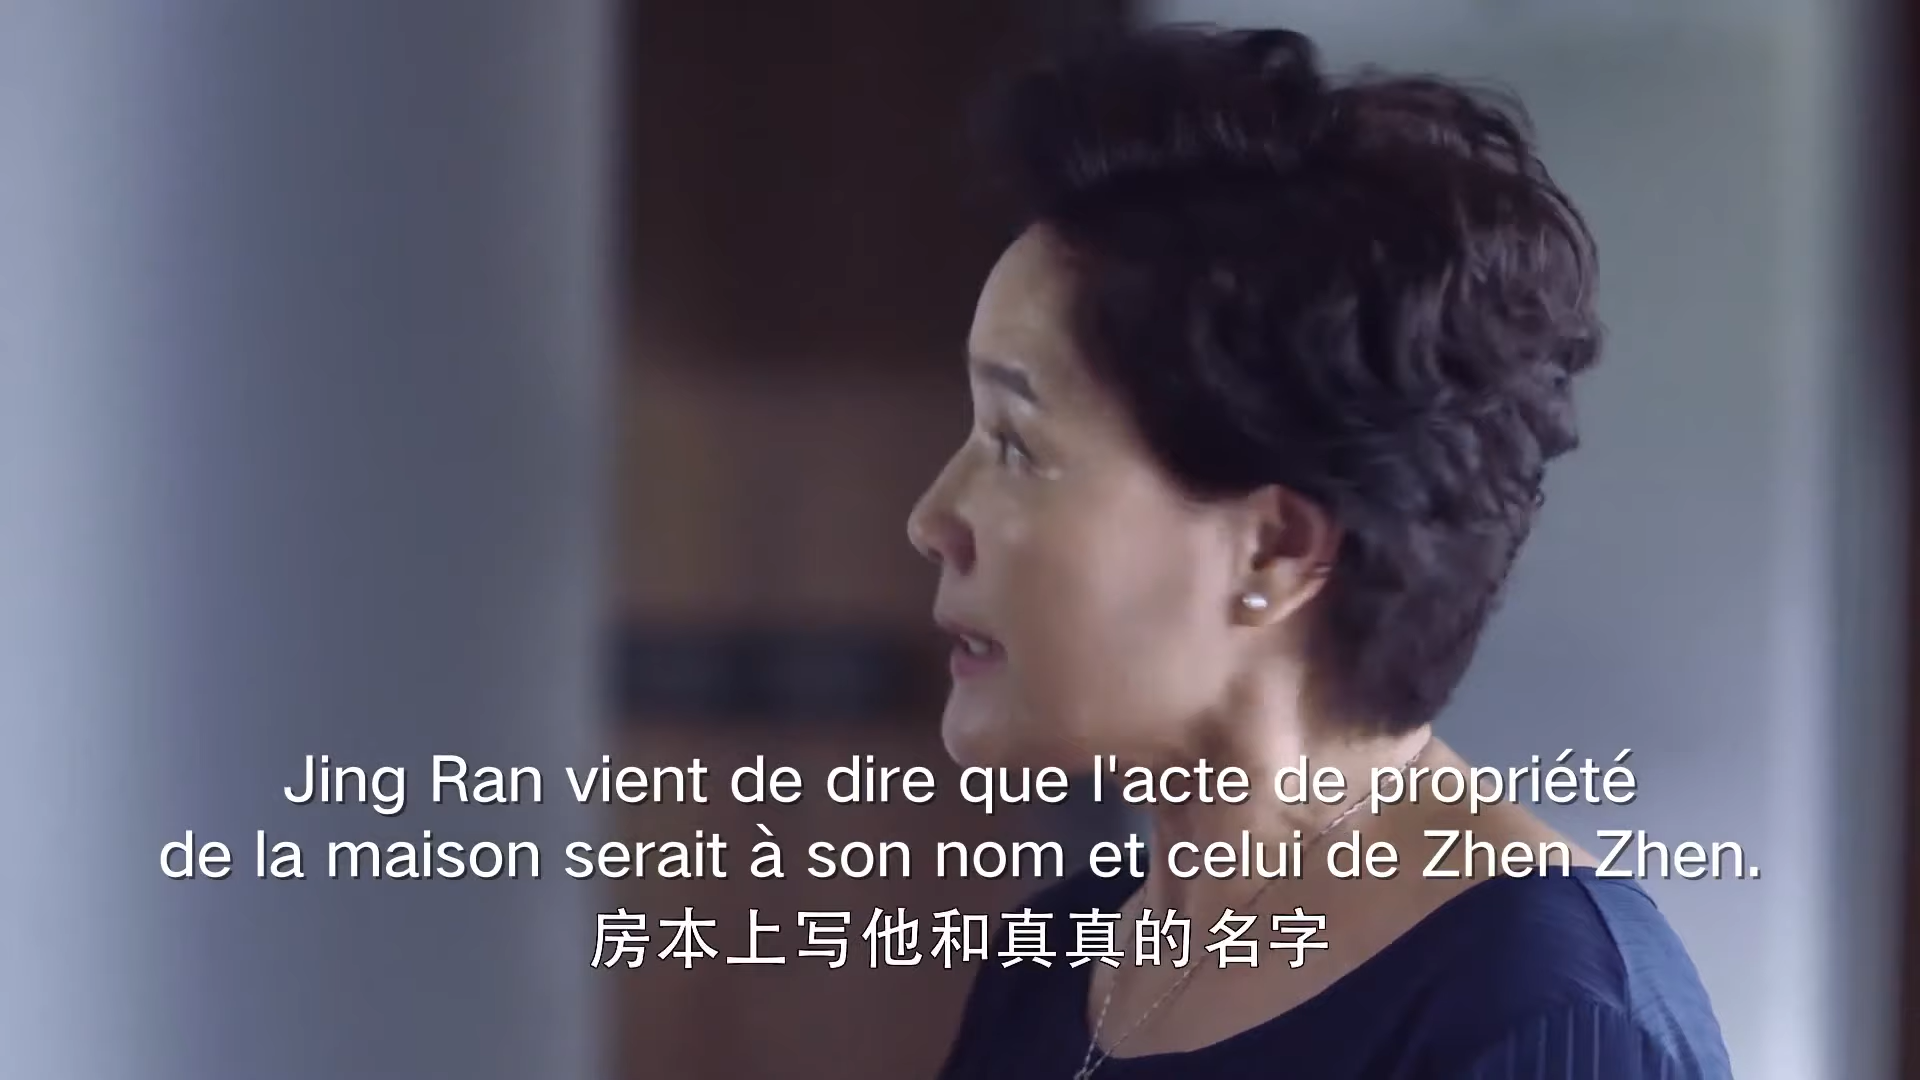 Jing Ran vient de dire que l'acte de propriété
de la maison serait à son nom et celui de Zhen Zhen.
房本上写他和真真的名字